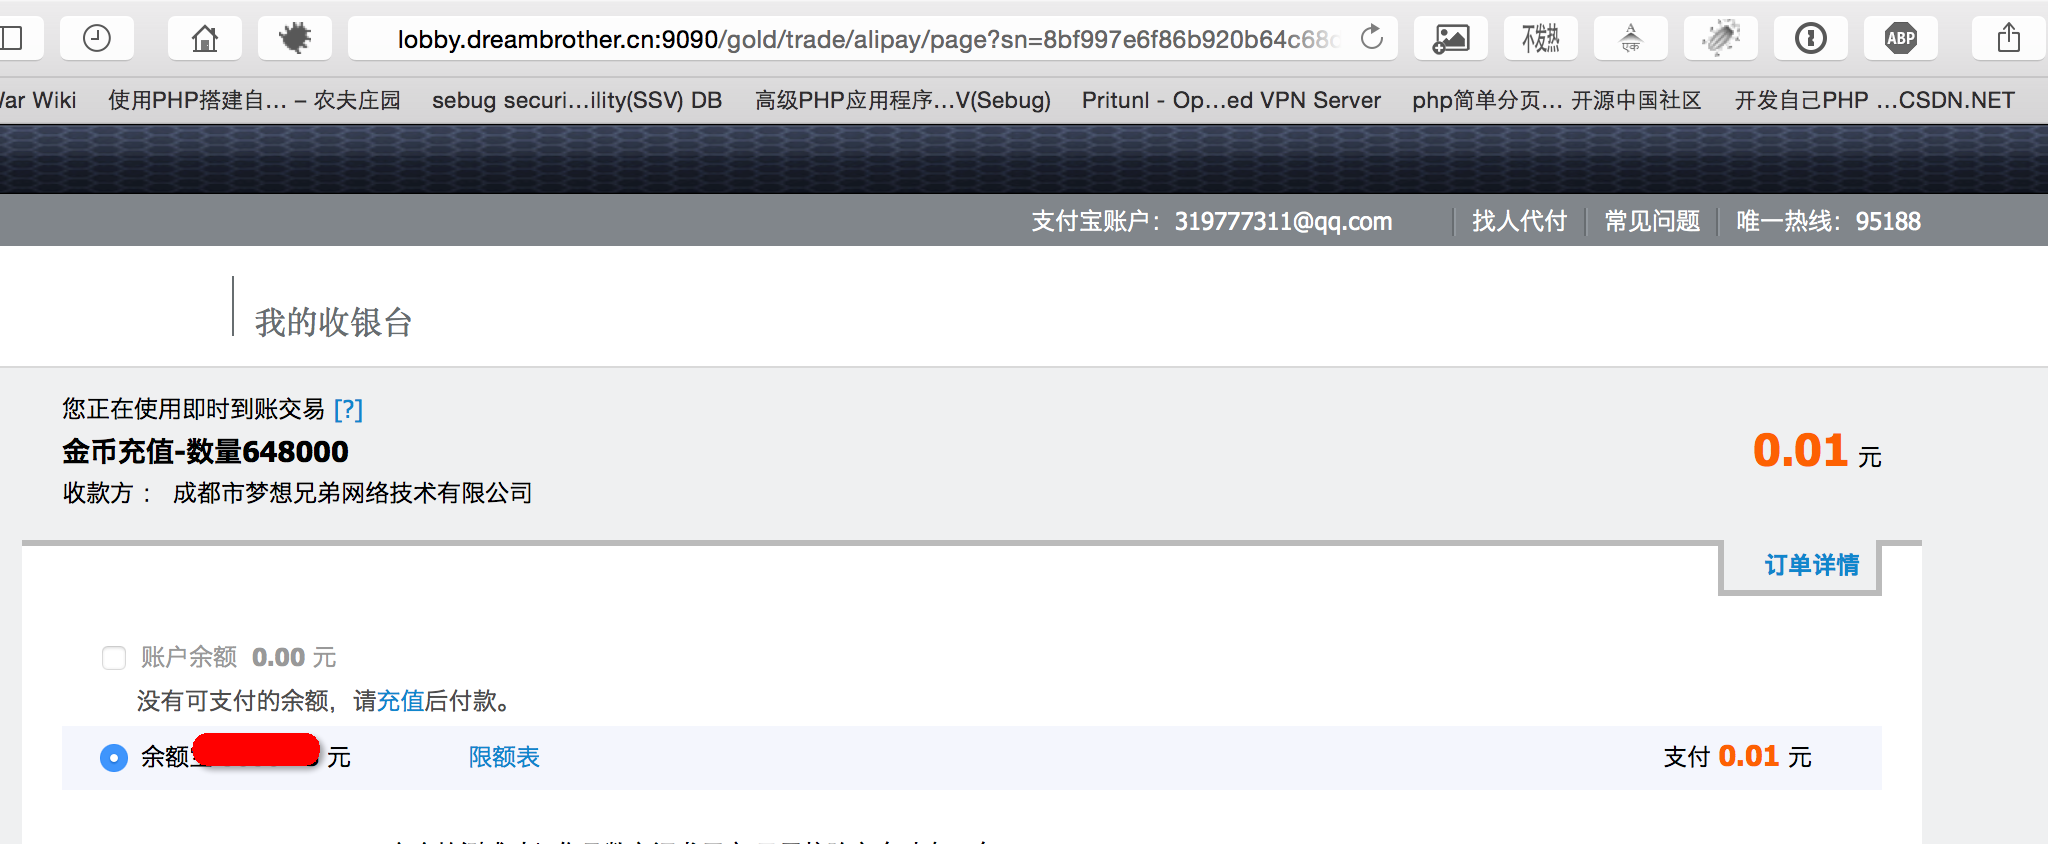 lobby.dreambrother.cn:9090/gold/trade/alipay/page?sn=8bf997e6f86b920b64c68
不发热
A
एक
ABP
ar Wiki 使用PHP搭建自... – 农夫庄园 sebug securi...ility(SSV) DB 高级PHP应用程序...V(Sebug) Pritunl - Op...ed VPN Server php简单分页... 开源中国社区 开发自己PHP ...CSDN.NET
支付宝账户：319777311@qq.com 找人代付 常见问题 唯一热线：95188
我的收银台
您正在使用即时到账交易 [?]
金币充值-数量648000
0.01 元
收款方 ： 成都市梦想兄弟网络技术有限公司
订单详情
账户余额 0.00 元
没有可支付的余额，请充值后付款。
余额 元 限额表 支付 0.01 元